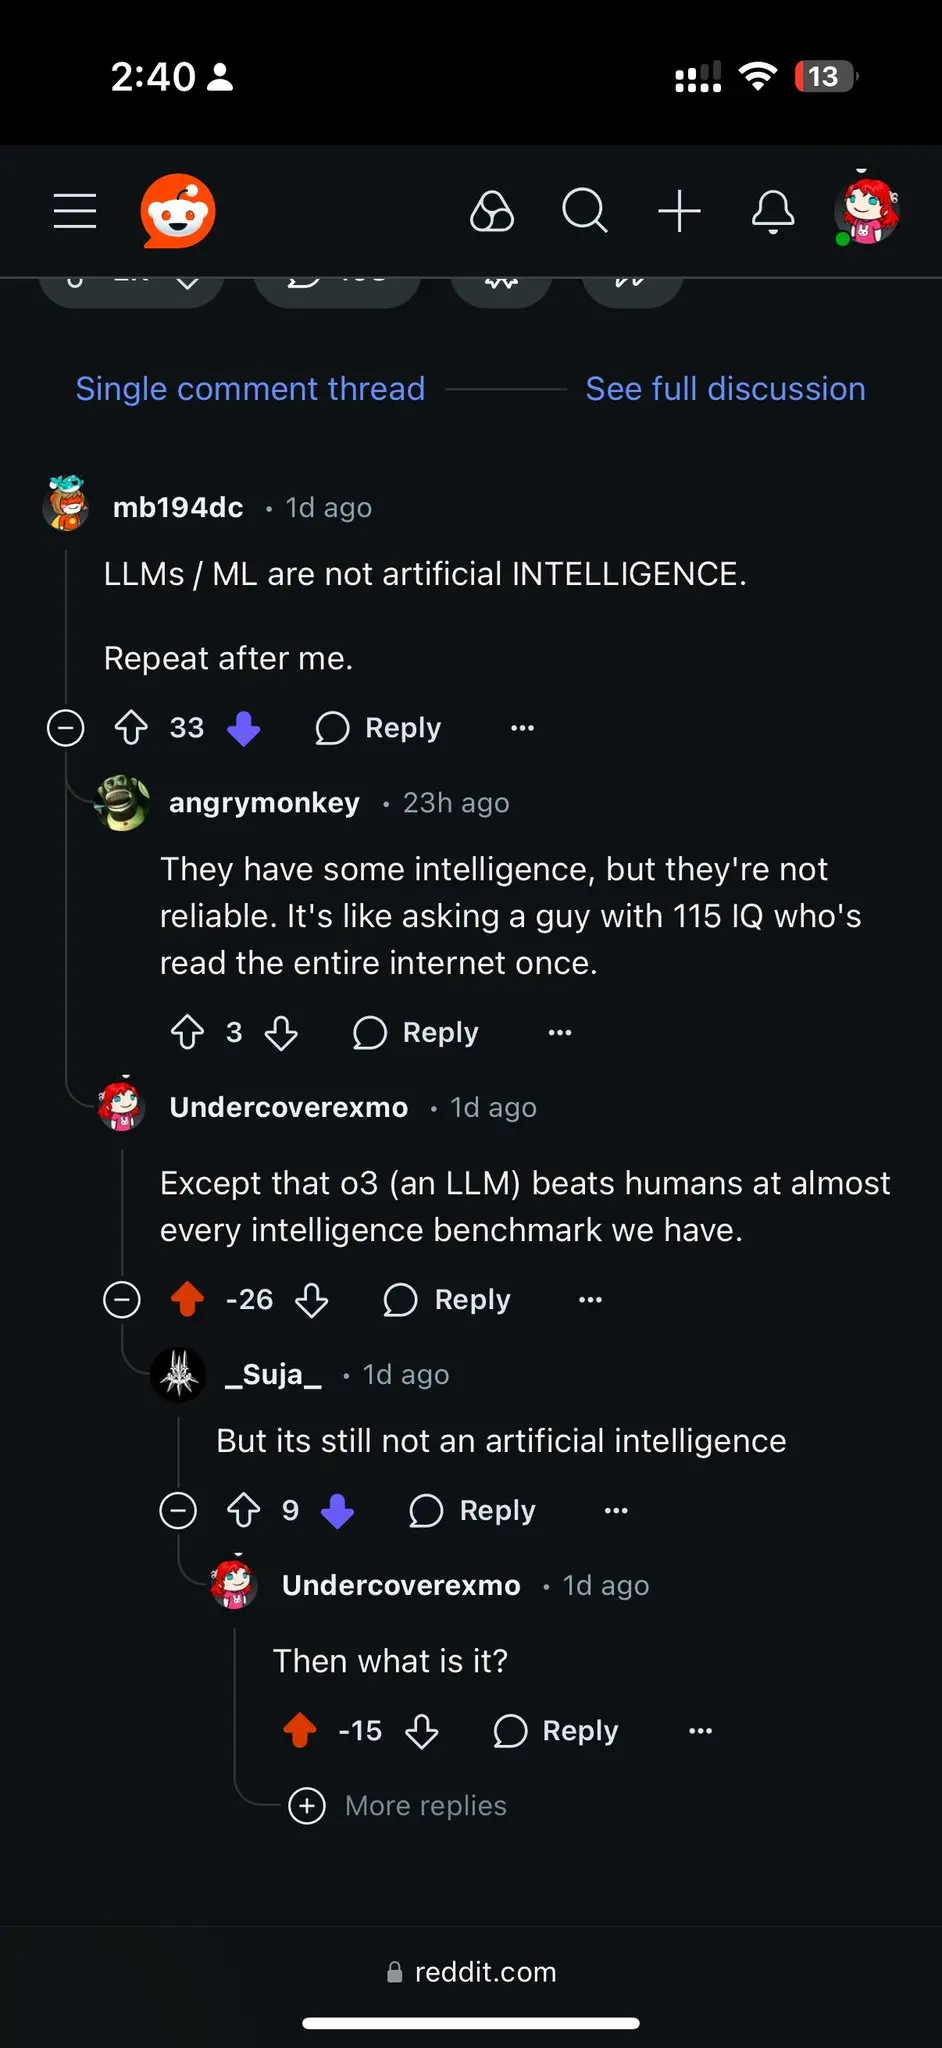 2:40
13
Single comment thread
See full discussion
mb194dc • 1d ago
LLMs / ML are not artificial INTELLIGENCE.
Repeat after me.
33 Reply ...
angrymonkey • 23h ago
They have some intelligence, but they're not
reliable. It's like asking a guy with 115 IQ who's
read the entire internet once.
3 Reply ...
Undercoverexmo • 1d ago
Except that o3 (an LLM) beats humans at almost
every intelligence benchmark we have.
-26 Reply ...
_Suja_ • 1d ago
But its still not an artificial intelligence
9 Reply ...
Undercoverexmo • 1d ago
Then what is it?
-15 Reply ...
More replies
reddit.com